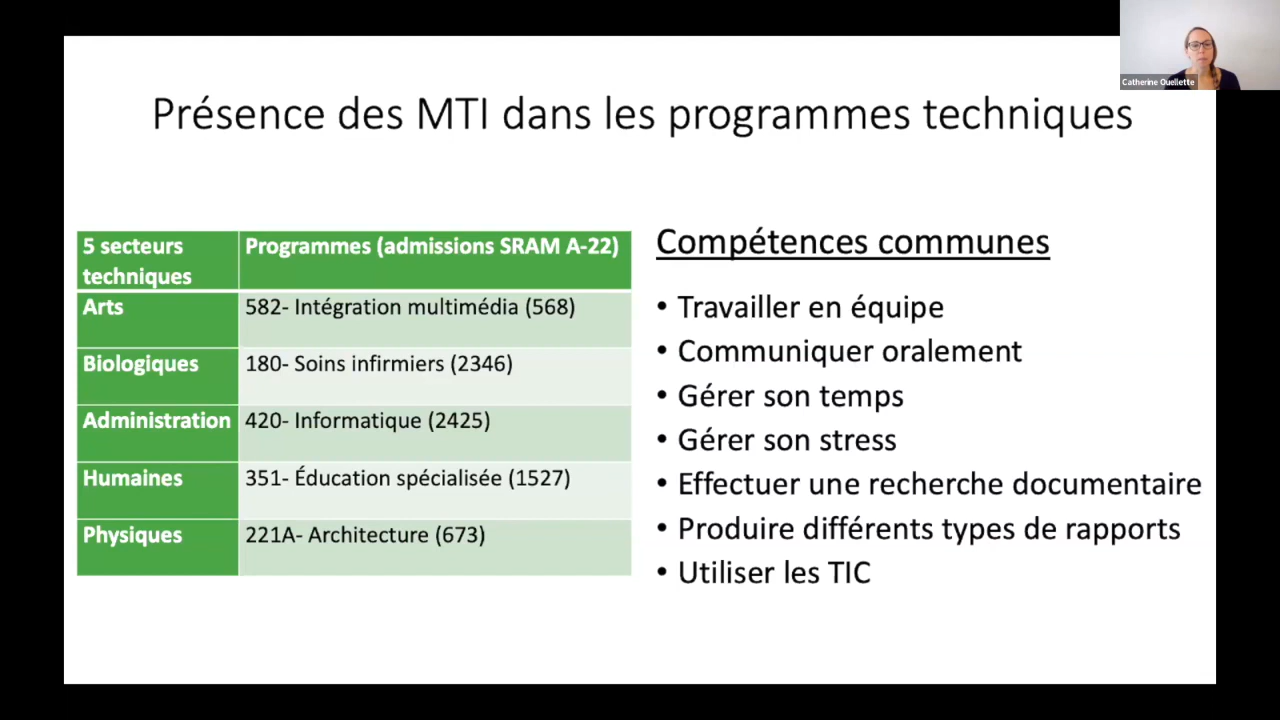 Catherine Ouellette
Présence des MTI dans les programmes techniques
5 secteurs
techniques
Programmes (admissions SRAM A-22)
Arts
582- Intégration multimédia (568)
Biologiques
180- Soins infirmiers (2346)
Administration
420- Informatique (2425)
Humaines
351- Éducation spécialisée (1527)
Physiques
221A- Architecture (673)
Compétences communes
• Travailler en équipe
• Communiquer oralement
• Gérer son temps
• Gérer son stress
• Effectuer une recherche documentaire
• Produire différents types de rapports
• Utiliser les TIC